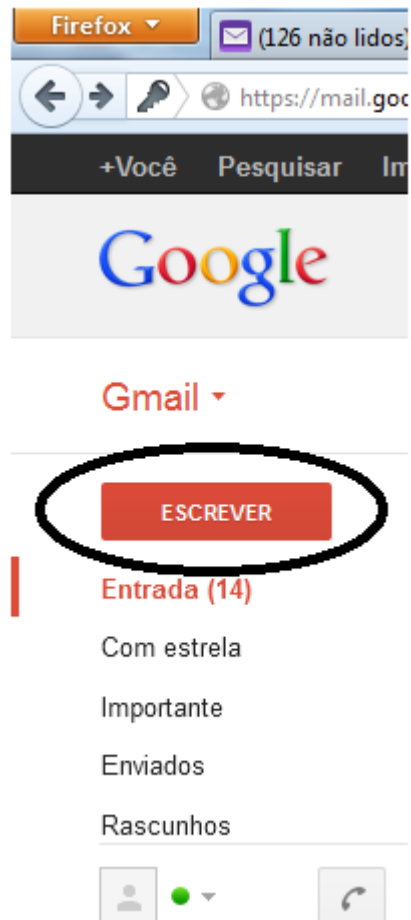 Firefox
(126 não lidos)
https://mail.goo
+Você Pesquisar Im
Google
Gmail
ESCREVER
Entrada (14)
Com estrela
Importante
Enviados
Rascunhos